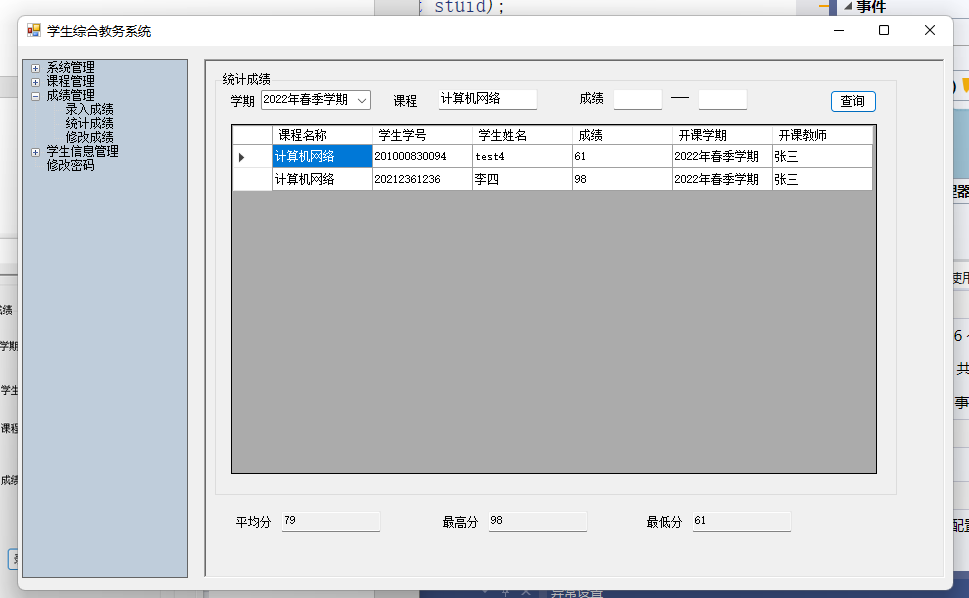 stuid);
事件
学生综合教务系统
系统管理
课程管理
成绩管理
录入成绩
统计成绩
修改成绩
学生信息管理
修改密码
统计成绩
学期 2022年春季学期 课程 计算机网络 成绩 — 查询
课程名称 学生学号 学生姓名 成绩 开课学期 开课教师
计算机网络 201000830094 test4 61 2022年春季学期 张三
计算机网络 20212361236 李四 98 2022年春季学期 张三
平均分 79 最高分 98 最低分 61
学期
学生
课程
成绩
使用
共
事
配置
异常设置